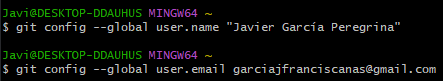 Javi@DESKTOP-DDAUHUS MINGW64 ~
$ git config --global user.name "Javier García Peregrina"
Javi@DESKTOP-DDAUHUS MINGW64 ~
$ git config --global user.email garciajfranciscanas@gmail.com